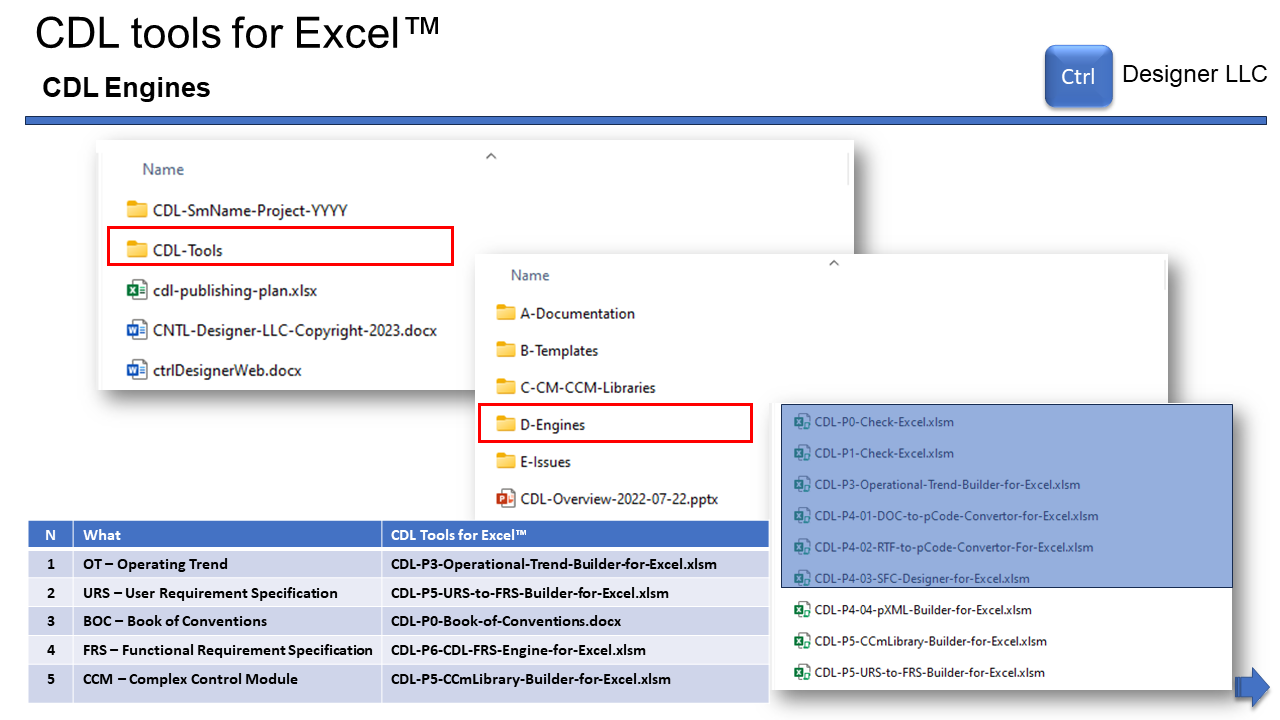 CDL tools for Excel™
CDL Engines
Ctrl
Designer LLC
Name
CDL-SmName-Project-YYYY
CDL-Tools
cdl-publishing-plan.xlsx
CNTL-Designer-LLC-Copyright-2023.docx
ctrlDesignerWeb.docx
Name
A-Documentation
B-Templates
C-CM-CCM-Libraries
D-Engines
E-Issues
CDL-Overview-2022-07-22.pptx
CDL-P0-Check-Excel.xlsm
CDL-P1-Check-Excel.xlsm
CDL-P3-Operational-Trend-Builder-for-Excel.xlsm
CDL-P4-01-DOC-to-pCode-Convertor-for-Excel.xlsm
CDL-P4-02-RTF-to-pCode-Convertor-For-Excel.xlsm
CDL-P4-03-SFC-Designer-for-Excel.xlsm
CDL-P4-04-pXML-Builder-for-Excel.xlsm
CDL-P5-CCmLibrary-Builder-for-Excel.xlsm
CDL-P5-URS-to-FRS-Builder-for-Excel.xlsm
N What CDL Tools for Excel™
1 OT – Operating Trend CDL-P3-Operational-Trend-Builder-for-Excel.xlsm
2 URS – User Requirement Specification CDL-P5-URS-to-FRS-Builder-for-Excel.xlsm
3 BOC – Book of Conventions CDL-P0-Book-of-Conventions.docx
4 FRS – Functional Requirement Specification CDL-P6-CDL-FRS-Engine-for-Excel.xlsm
5 CCM – Complex Control Module CDL-P5-CCmLibrary-Builder-for-Excel.xlsm